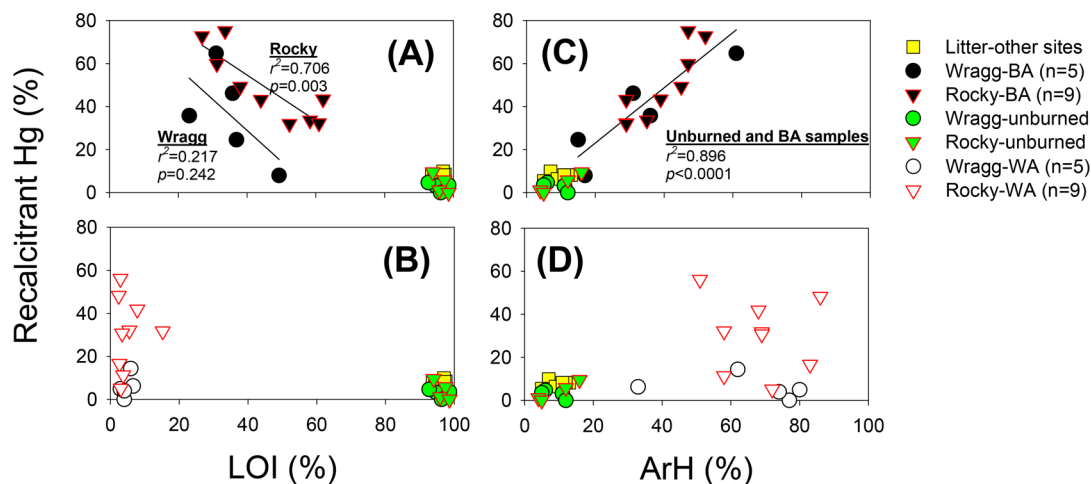 Recalcitrant Hg (%)
80
60
40
20
0
(A)
Rocky
r²=0.706
p=0.003
Wragg
r²=0.217
p=0.242
(C)
Unburned and BA samples
r²=0.896
p<0.0001
80
60
40
20
0
(B)
0 20 40 60 80 100
LOI (%)
(D)
0 20 40 60 80 100
ArH (%)
Litter-other sites
Wragg-BA (n=5)
Rocky-BA (n=9)
Wragg-unburned
Rocky-unburned
Wragg-WA (n=5)
Rocky-WA (n=9)
80
60
40
20
0
80
60
40
20
0